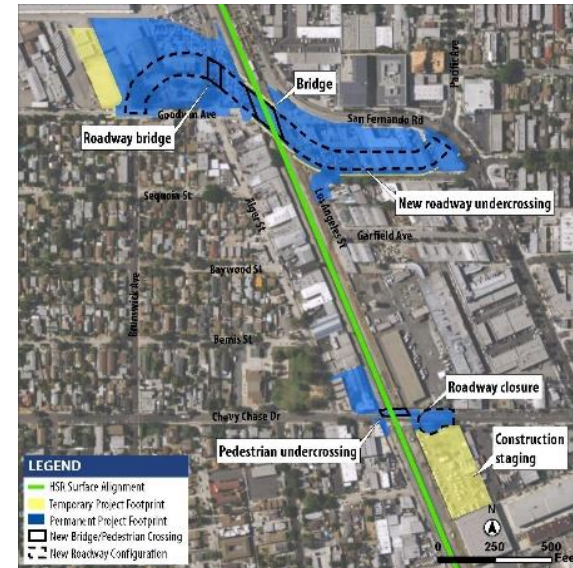 Pacific Ave
Bridge
San Fernando Rd
Goodwin Ave
Roadway bridge
Sequoia St
Alger St
Los Angeles St
New roadway undercrossing
Garfield Ave
Baywood St
Brunswick Ave
Bemis St
Roadway closure
Chevy Chase Dr
Pedestrian undercrossing
Construction
staging
LEGEND
HSR Surface Alignment
Temporary Project Footprint
Permanent Project Footprint
New Bridge/Pedestrian Crossing
New Roadway Configuration
N
0 250 500
Feet